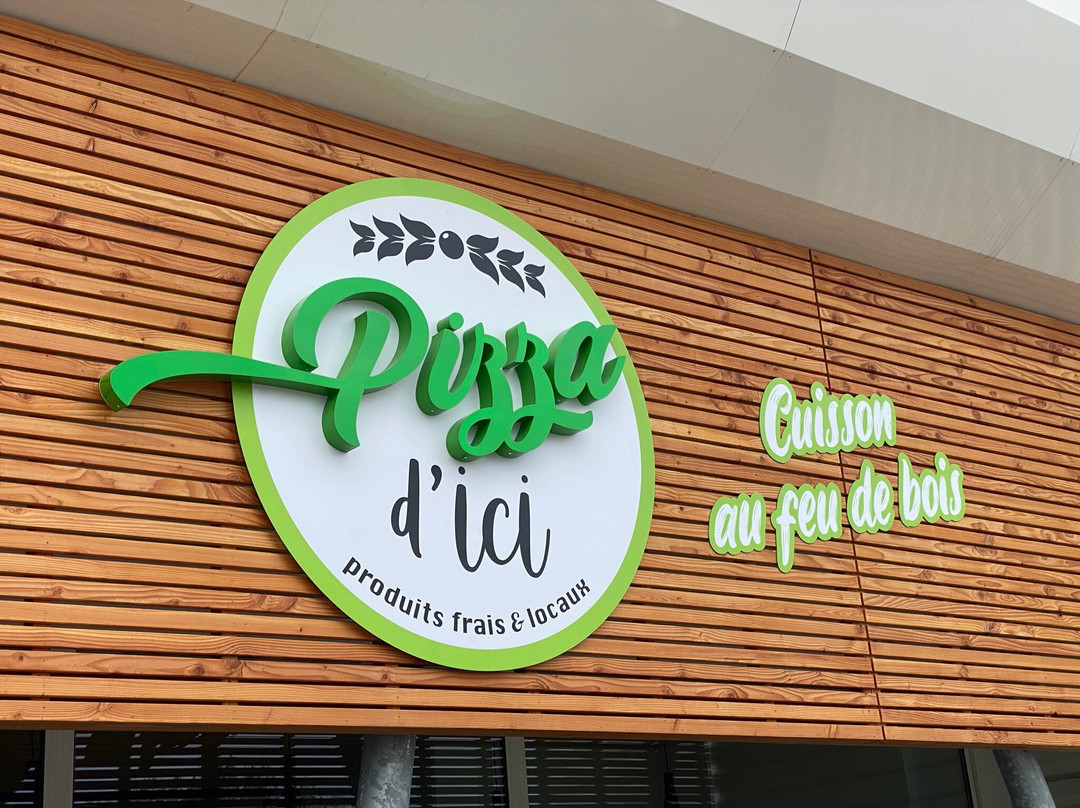 Pizza
d'ici
produits frais & locaux
Cuisson
au feu de bois